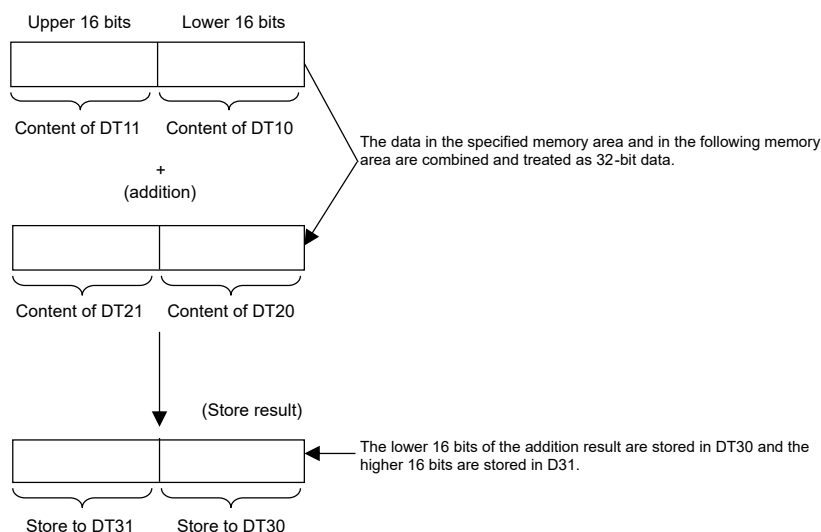 Upper 16 bits Lower 16 bits
Content of DT11 Content of DT10
The data in the specified memory area and in the following memory
area are combined and treated as 32-bit data.
+
(addition)
Content of DT21 Content of DT20
(Store result)
The lower 16 bits of the addition result are stored in DT30 and the
higher 16 bits are stored in D31.
Store to DT31 Store to DT30